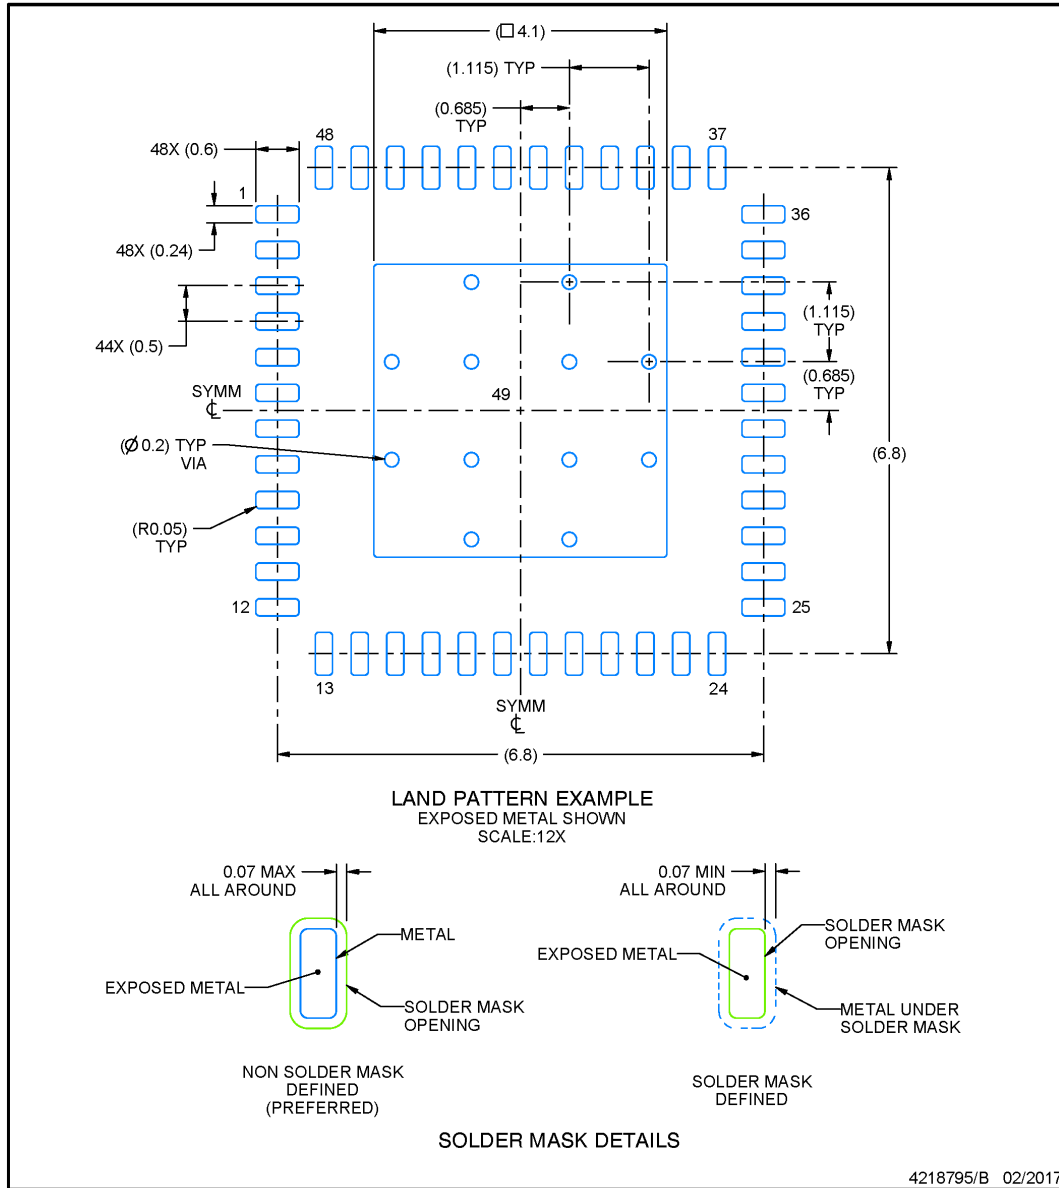 (□ 4.1)
(1.115) TYP
(0.685)
TYP
48
37
48X (0.6)
1
36
48X (0.24)
(1.115)
TYP
44X (0.5)
(0.685)
TYP
SYMM
℄
49
(Ø 0.2) TYP
VIA
(6.8)
(R0.05)
TYP
12
25
13
24
SYMM
℄
(6.8)
LAND PATTERN EXAMPLE
EXPOSED METAL SHOWN
SCALE:12X
0.07 MAX
ALL AROUND
METAL
EXPOSED METAL
SOLDER MASK
OPENING
NON SOLDER MASK
DEFINED
(PREFERRED)
0.07 MIN
ALL AROUND
SOLDER MASK
OPENING
EXPOSED METAL
METAL UNDER
SOLDER MASK
SOLDER MASK
DEFINED
SOLDER MASK DETAILS
4218795/B 02/2017